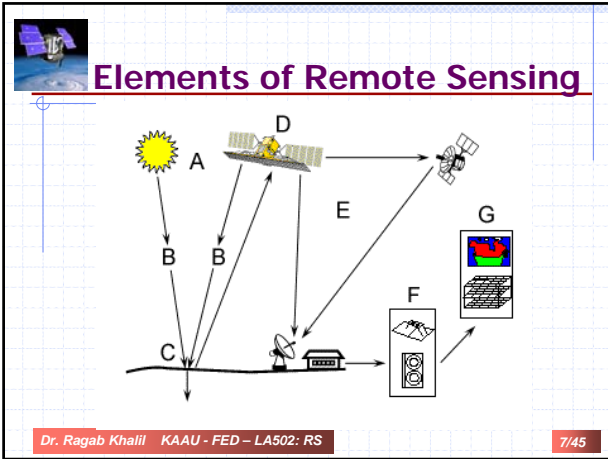 Elements of Remote Sensing
D
A
E
G
B B
F
C
Dr. Ragab Khalil KAAU - FED – LA502: RS 7/45